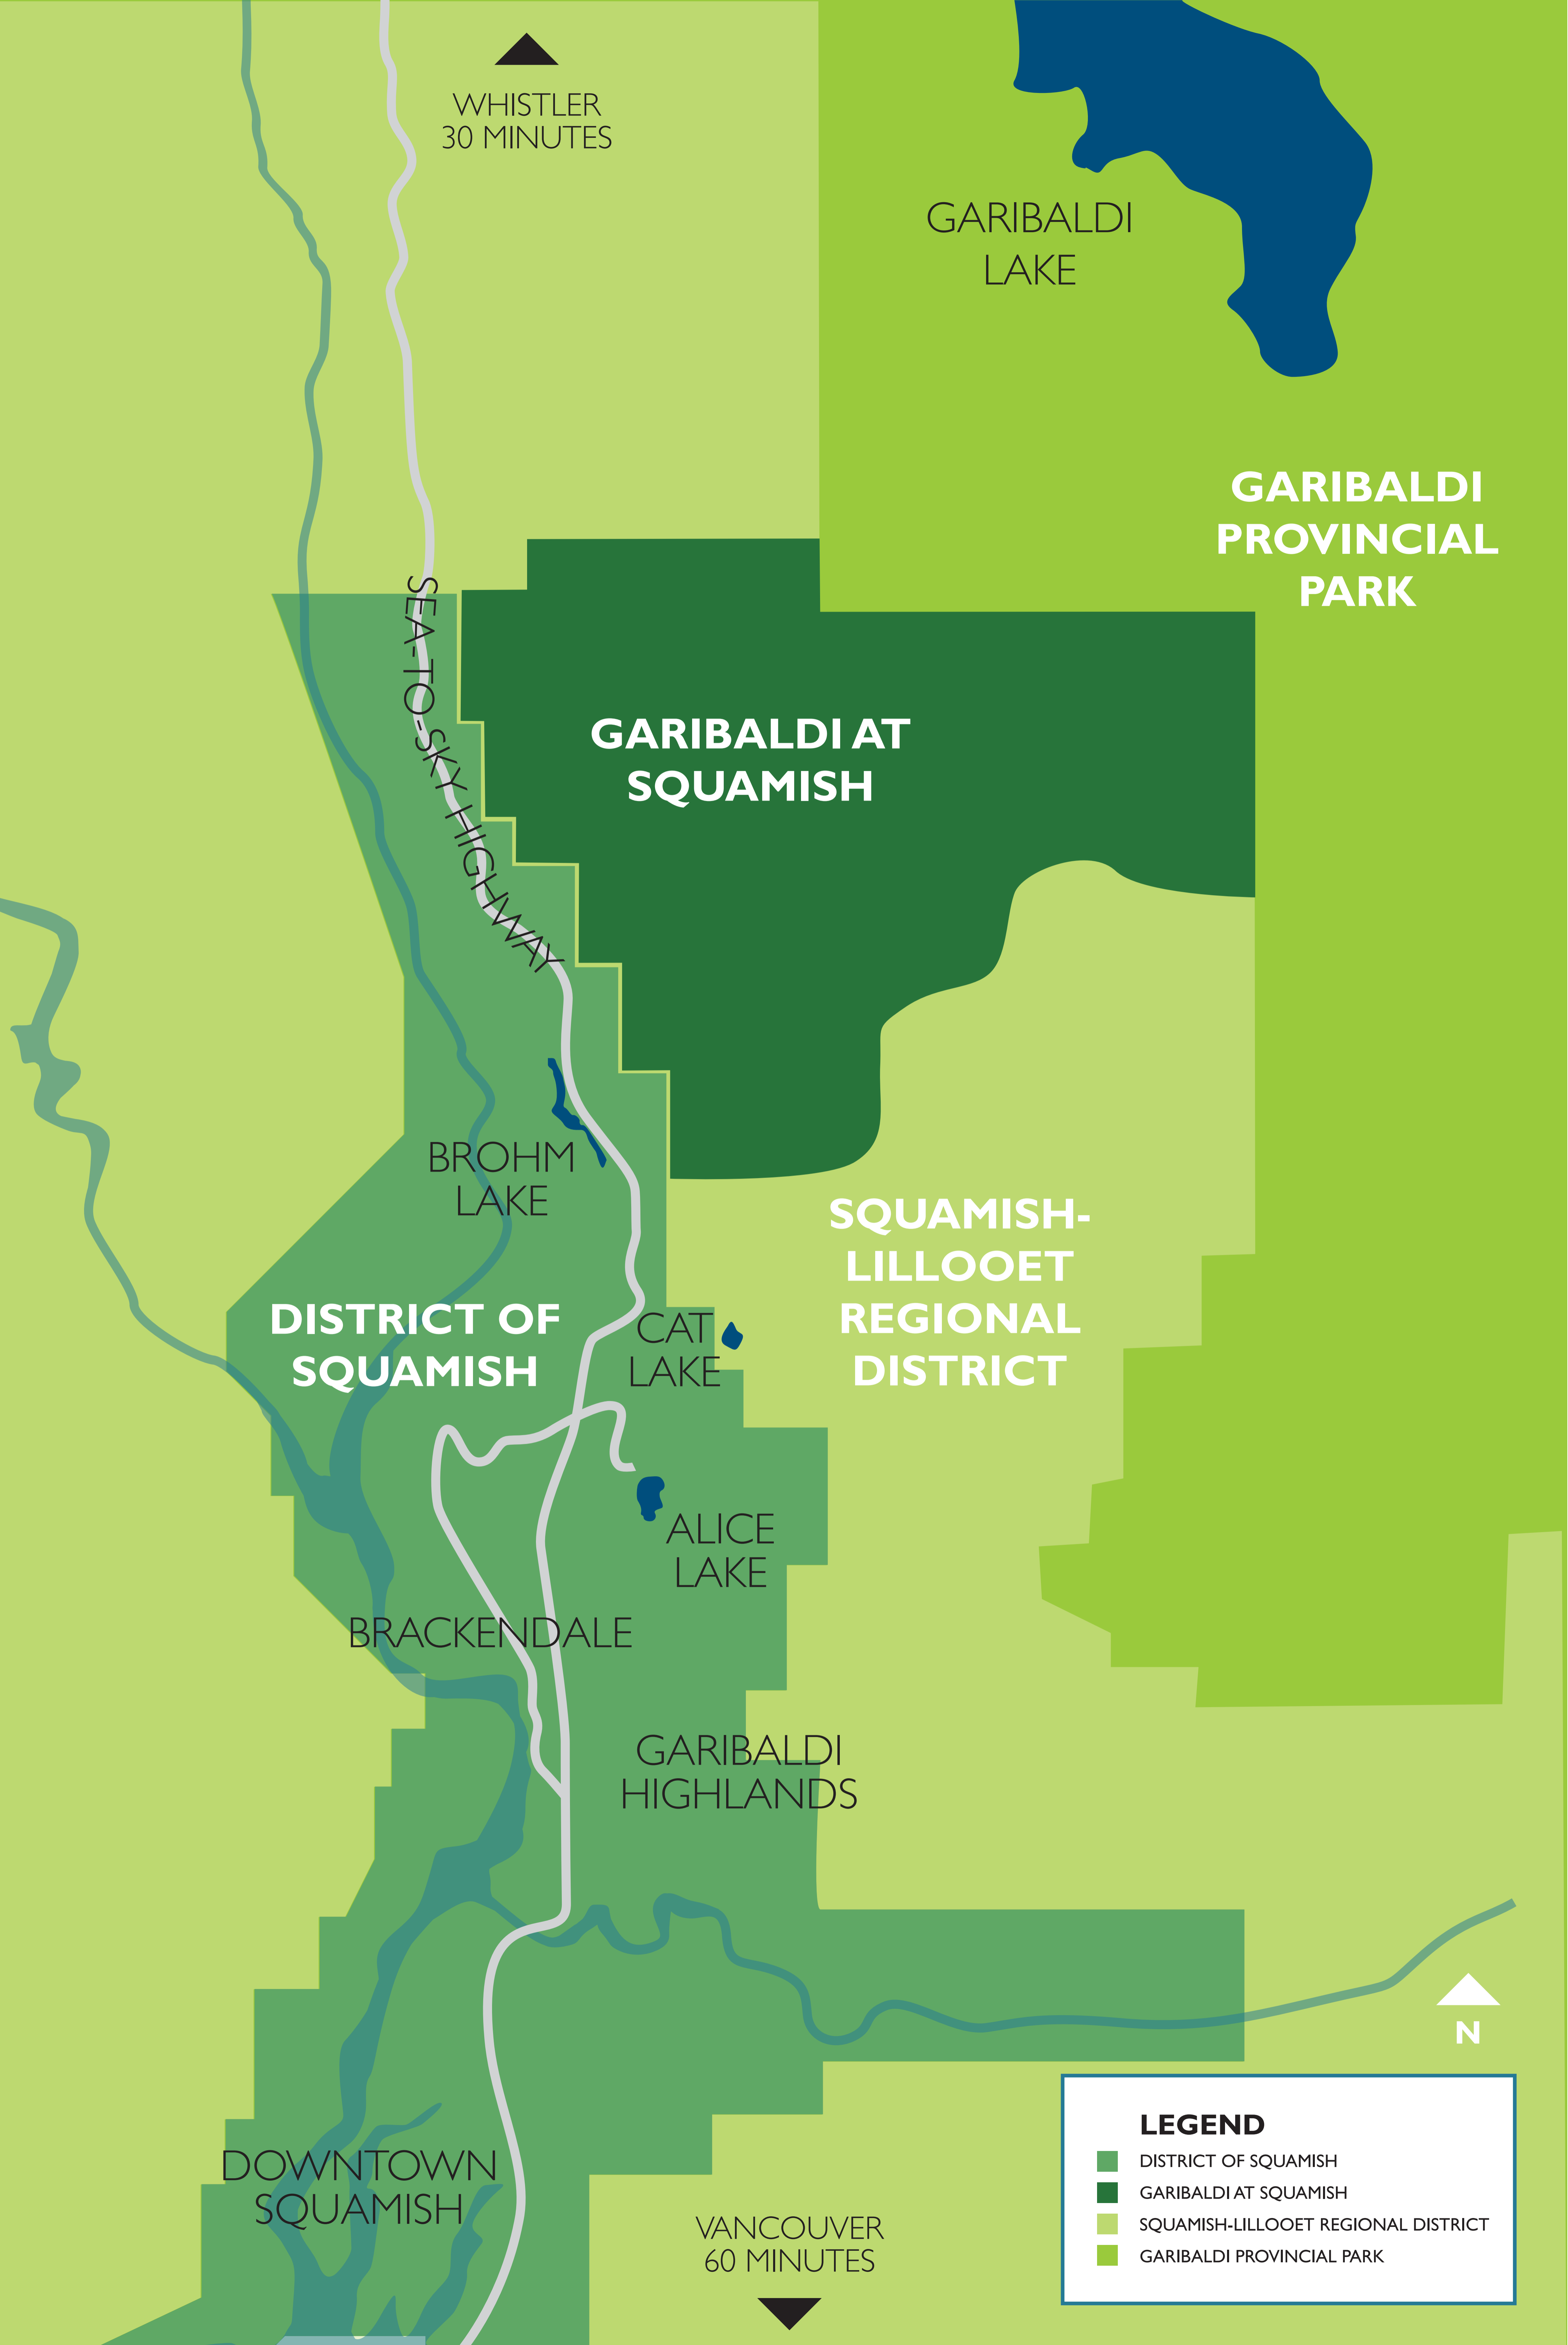 WHISTLER
30 MINUTES
GARIBALDI
LAKE
GARIBALDI
PROVINCIAL
PARK
SEA-TO-SKY HIGHWAY
GARIBALDI AT
SQUAMISH
BROHM
LAKE
SQUAMISH-
LILLOOET
REGIONAL
DISTRICT
DISTRICT OF
SQUAMISH
CAT
LAKE
ALICE
LAKE
BRACKENDALE
GARIBALDI
HIGHLANDS
N
DOWNTOWN
SQUAMISH
VANCOUVER
60 MINUTES
LEGEND
DISTRICT OF SQUAMISH
GARIBALDI AT SQUAMISH
SQUAMISH-LILLOOET REGIONAL DISTRICT
GARIBALDI PROVINCIAL PARK